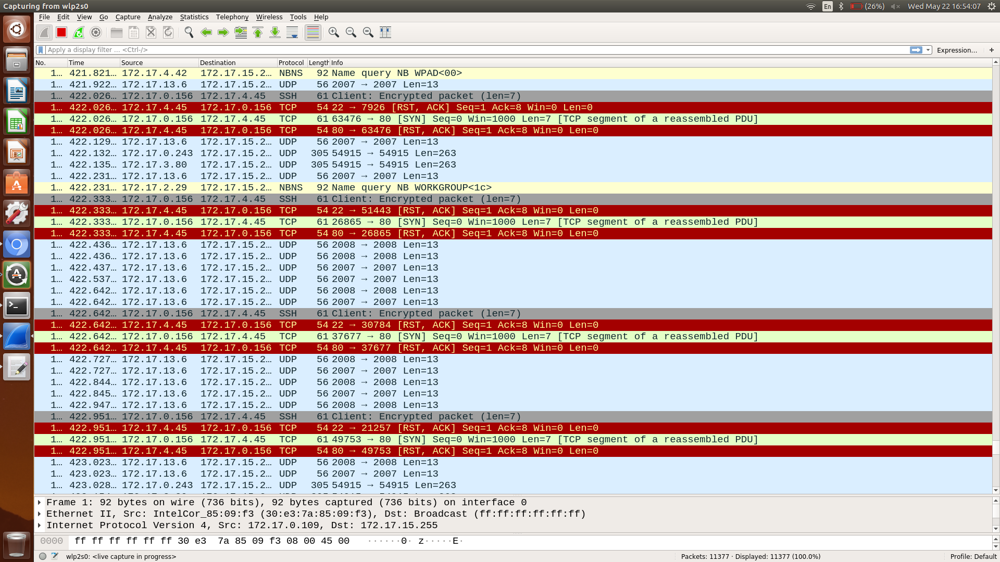 Capturing from wlp2s0 En (26%) Wed May 22 16:54:07
File Edit View Go Capture Analyze Statistics Telephony Wireless Tools Help
Apply a display filter ... <Ctrl-/> Expression... +
No. Time Source Destination Protocol Length Info
1… 421.821… 172.17.4.42 172.17.15.2… NBNS 92 Name query NB WPAD<00>
1… 421.922… 172.17.13.6 172.17.15.2… UDP 56 2007 → 2007 Len=13
1… 422.026… 172.17.0.156 172.17.4.45 SSH 61 Client: Encrypted packet (len=7)
1… 422.026… 172.17.4.45 172.17.0.156 TCP 54 22 → 7926 [RST, ACK] Seq=1 Ack=8 Win=0 Len=0
1… 422.026… 172.17.0.156 172.17.4.45 TCP 61 63476 → 80 [SYN] Seq=0 Win=1000 Len=7 [TCP segment of a reassembled PDU]
1… 422.026… 172.17.4.45 172.17.0.156 TCP 54 80 → 63476 [RST, ACK] Seq=1 Ack=8 Win=0 Len=0
1… 422.129… 172.17.13.6 172.17.15.2… UDP 56 2007 → 2007 Len=13
1… 422.132… 172.17.0.243 172.17.15.2… UDP 305 54915 → 54915 Len=263
1… 422.135… 172.17.3.80 172.17.15.2… UDP 305 54915 → 54915 Len=263
1… 422.231… 172.17.13.6 172.17.15.2… UDP 56 2007 → 2007 Len=13
1… 422.231… 172.17.2.29 172.17.15.2… NBNS 92 Name query NB WORKGROUP<1c>
1… 422.333… 172.17.0.156 172.17.4.45 SSH 61 Client: Encrypted packet (len=7)
1… 422.333… 172.17.4.45 172.17.0.156 TCP 54 22 → 51443 [RST, ACK] Seq=1 Ack=8 Win=0 Len=0
1… 422.333… 172.17.0.156 172.17.4.45 TCP 61 26865 → 80 [SYN] Seq=0 Win=1000 Len=7 [TCP segment of a reassembled PDU]
1… 422.333… 172.17.4.45 172.17.0.156 TCP 54 80 → 26865 [RST, ACK] Seq=1 Ack=8 Win=0 Len=0
1… 422.436… 172.17.13.6 172.17.15.2… UDP 56 2008 → 2008 Len=13
1… 422.436… 172.17.13.6 172.17.15.2… UDP 56 2008 → 2008 Len=13
1… 422.437… 172.17.13.6 172.17.15.2… UDP 56 2007 → 2007 Len=13
1… 422.537… 172.17.13.6 172.17.15.2… UDP 56 2007 → 2007 Len=13
1… 422.642… 172.17.13.6 172.17.15.2… UDP 56 2008 → 2008 Len=13
1… 422.642… 172.17.13.6 172.17.15.2… UDP 56 2007 → 2007 Len=13
1… 422.642… 172.17.0.156 172.17.4.45 SSH 61 Client: Encrypted packet (len=7)
1… 422.642… 172.17.4.45 172.17.0.156 TCP 54 22 → 30784 [RST, ACK] Seq=1 Ack=8 Win=0 Len=0
1… 422.642… 172.17.0.156 172.17.4.45 TCP 61 37677 → 80 [SYN] Seq=0 Win=1000 Len=7 [TCP segment of a reassembled PDU]
1… 422.642… 172.17.4.45 172.17.0.156 TCP 54 80 → 37677 [RST, ACK] Seq=1 Ack=8 Win=0 Len=0
1… 422.727… 172.17.13.6 172.17.15.2… UDP 56 2008 → 2008 Len=13
1… 422.727… 172.17.13.6 172.17.15.2… UDP 56 2007 → 2007 Len=13
1… 422.844… 172.17.13.6 172.17.15.2… UDP 56 2008 → 2008 Len=13
1… 422.845… 172.17.13.6 172.17.15.2… UDP 56 2007 → 2007 Len=13
1… 422.947… 172.17.13.6 172.17.15.2… UDP 56 2008 → 2008 Len=13
1… 422.951… 172.17.0.156 172.17.4.45 SSH 61 Client: Encrypted packet (len=7)
1… 422.951… 172.17.4.45 172.17.0.156 TCP 54 22 → 21257 [RST, ACK] Seq=1 Ack=8 Win=0 Len=0
1… 422.951… 172.17.0.156 172.17.4.45 TCP 61 49753 → 80 [SYN] Seq=0 Win=1000 Len=7 [TCP segment of a reassembled PDU]
1… 422.951… 172.17.4.45 172.17.0.156 TCP 54 80 → 49753 [RST, ACK] Seq=1 Ack=8 Win=0 Len=0
1… 423.023… 172.17.13.6 172.17.15.2… UDP 56 2008 → 2008 Len=13
1… 423.023… 172.17.13.6 172.17.15.2… UDP 56 2007 → 2007 Len=13
1… 423.028… 172.17.0.243 172.17.15.2… UDP 305 54915 → 54915 Len=263
Frame 1: 92 bytes on wire (736 bits), 92 bytes captured (736 bits) on interface 0
Ethernet II, Src: IntelCor_85:09:f3 (30:e3:7a:85:09:f3), Dst: Broadcast (ff:ff:ff:ff:ff:ff)
Internet Protocol Version 4, Src: 172.17.0.109, Dst: 172.17.15.255
0000 ff ff ff ff ff ff 30 e3 7a 85 09 f3 08 00 45 00 ······0· z·····E·
wlp2s0: <live capture in progress> Packets: 11377 · Displayed: 11377 (100.0%) Profile: Default